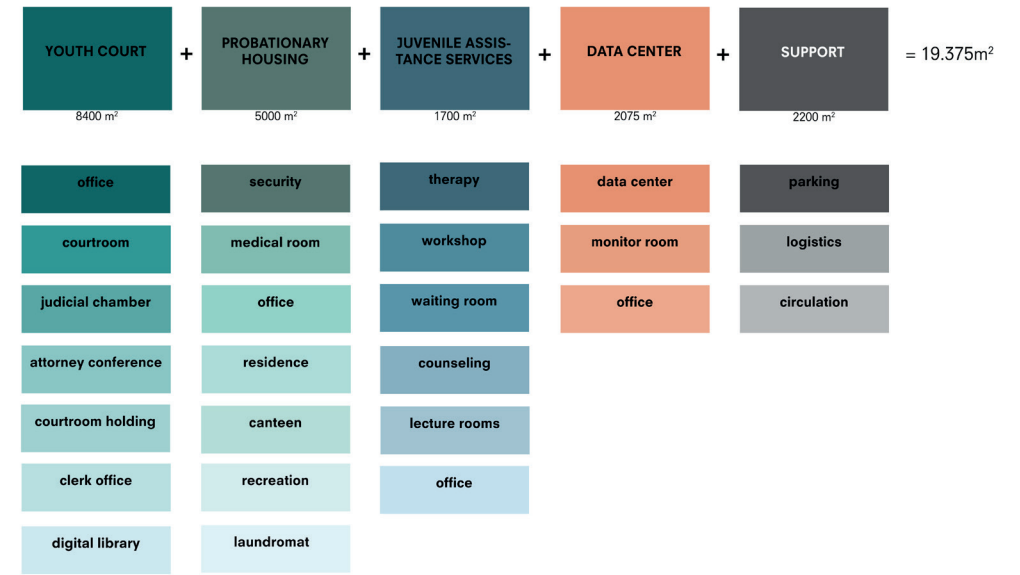 YOUTH COURT + PROBATIONARY HOUSING + JUVENILE ASSIS-TANCE SERVICES + DATA CENTER + SUPPORT = 19.375m²
8400 m² 5000 m² 1700 m² 2075 m² 2200 m²
office security therapy data center parking
courtroom medical room workshop monitor room logistics
judicial chamber office waiting room office circulation
attorney conference residence counseling
courtroom holding canteen lecture rooms
clerk office recreation office
digital library laundromat